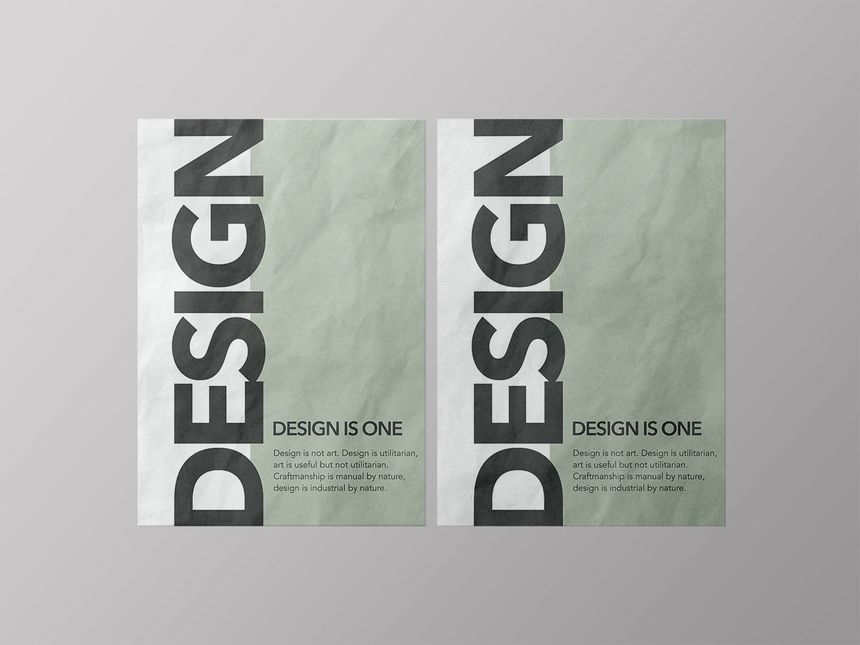 DESIGN
DESIGN IS ONE
Design is not art. Design is utilitarian,
art is useful but not utilitarian.
Craftmanship is manual by nature,
design is industrial by nature.
DESIGN
DESIGN IS ONE
Design is not art. Design is utilitarian,
art is useful but not utilitarian.
Craftmanship is manual by nature,
design is industrial by nature.